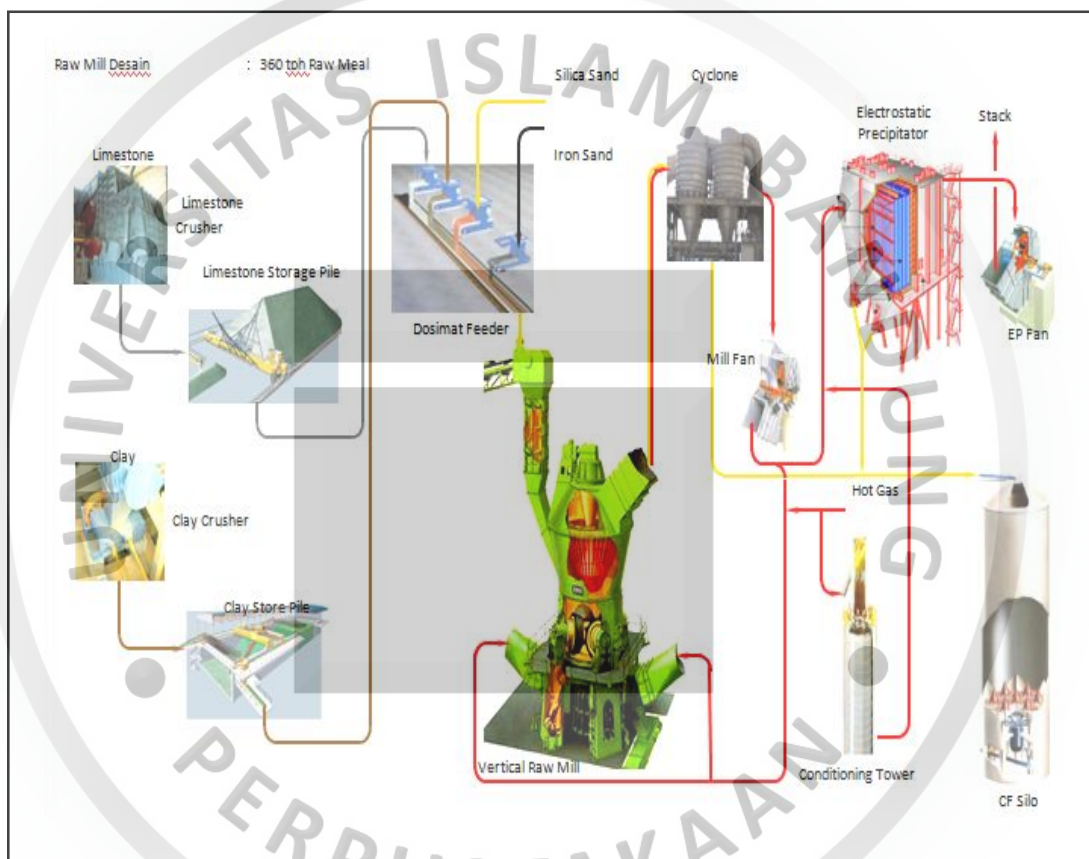 Raw Mill Desain : 360 tph Raw Meal
Silica Sand
Cyclone
Electrostatic
Precipitator
Stack
Iron Sand
Limestone
Limestone
Crusher
Limestone Storage Pile
Dosimat Feeder
Mill Fan
EP Fan
Clay
Hot Gas
Clay Crusher
Clay Store Pile
Vertical Raw Mill
Conditioning Tower
CF Silo
UNIVERSITAS ISLAM BANDUNG
PERPUSTAKAAN